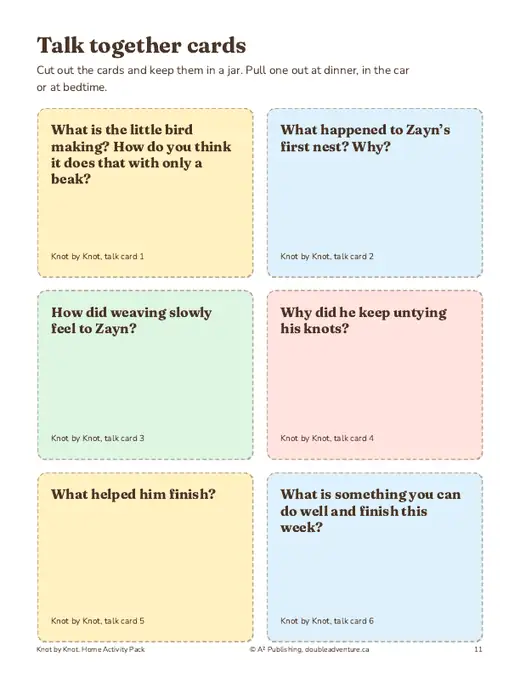 Talk together cards
Cut out the cards and keep them in a jar. Pull one out at dinner, in the car
or at bedtime.
What is the little bird
making? How do you think
it does that with only a
beak?
Knot by Knot, talk card 1
What happened to Zayn’s
first nest? Why?
Knot by Knot, talk card 2
How did weaving slowly
feel to Zayn?
Knot by Knot, talk card 3
Why did he keep untying
his knots?
Knot by Knot, talk card 4
What helped him finish?
Knot by Knot, talk card 5
What is something you can
do well and finish this
week?
Knot by Knot, talk card 6
Knot by Knot. Home Activity Pack
© A² Publishing, doubleadventure.ca
11